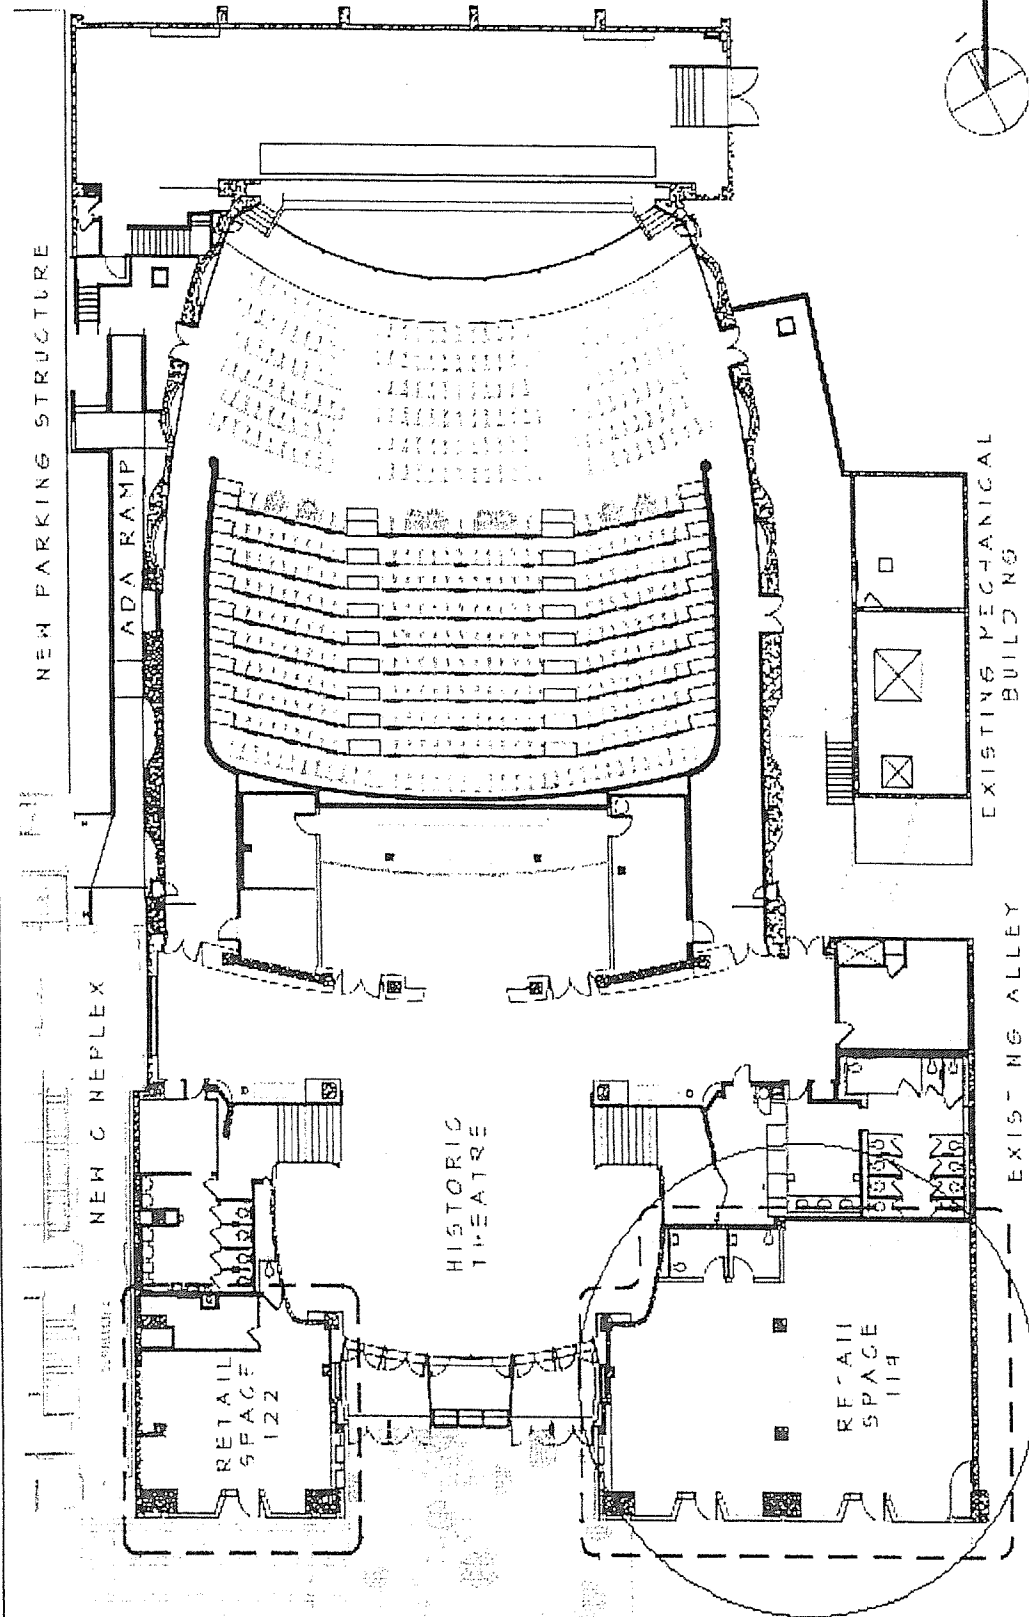 NEW PARKING STRUCTURE
ADA RAMP
EXISTING MECHANICAL
BUILDING
NEW CINEPLEX
EXISTING ALLEY
HISTORIC
THEATRE
RETAIL
SPACE
122
RETAIL
SPACE
119